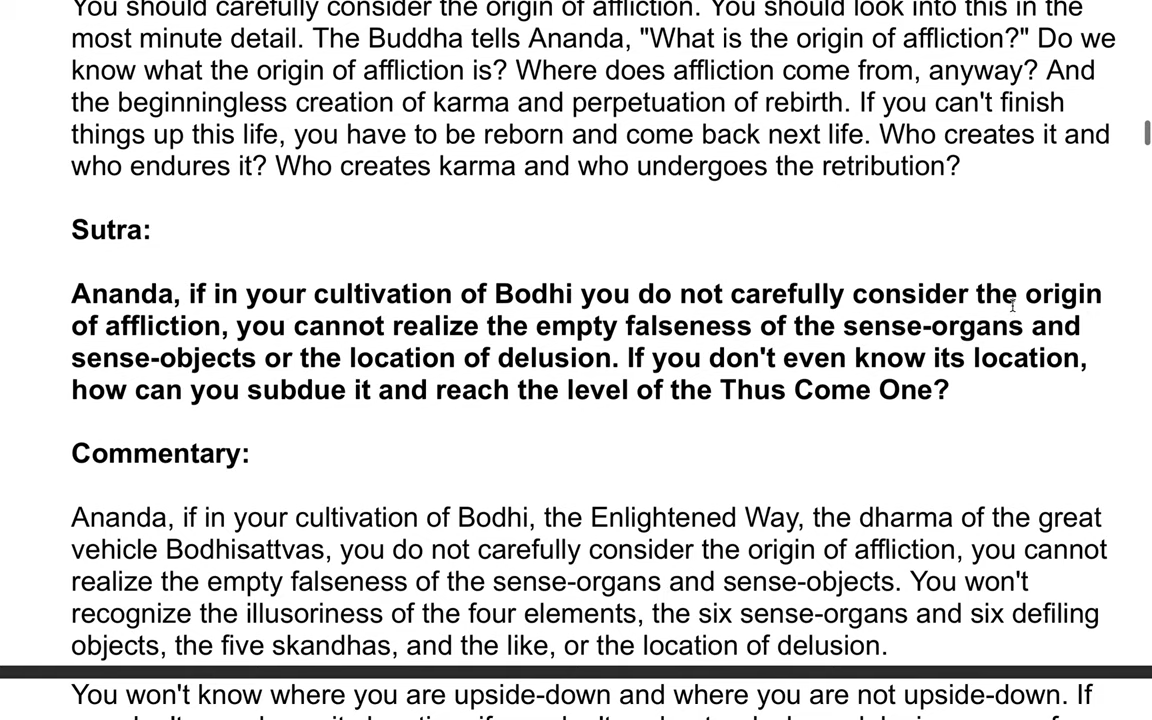 You should carefully consider the origin of affliction. You should look into this in the
most minute detail. The Buddha tells Ananda, "What is the origin of affliction?" Do we
know what the origin of affliction is? Where does affliction come from, anyway? And
the beginningless creation of karma and perpetuation of rebirth. If you can't finish
things up this life, you have to be reborn and come back next life. Who creates it and
who endures it? Who creates karma and who undergoes the retribution?
Sutra:
Ananda, if in your cultivation of Bodhi you do not carefully consider the origin
of affliction, you cannot realize the empty falseness of the sense-organs and
sense-objects or the location of delusion. If you don't even know its location,
how can you subdue it and reach the level of the Thus Come One?
Commentary:
Ananda, if in your cultivation of Bodhi, the Enlightened Way, the dharma of the great
vehicle Bodhisattvas, you do not carefully consider the origin of affliction, you cannot
realize the empty falseness of the sense-organs and sense-objects. You won't
recognize the illusoriness of the four elements, the six sense-organs and six defiling
objects, the five skandhas, and the like, or the location of delusion.
You won't know where you are upside-down and where you are not upside-down. If